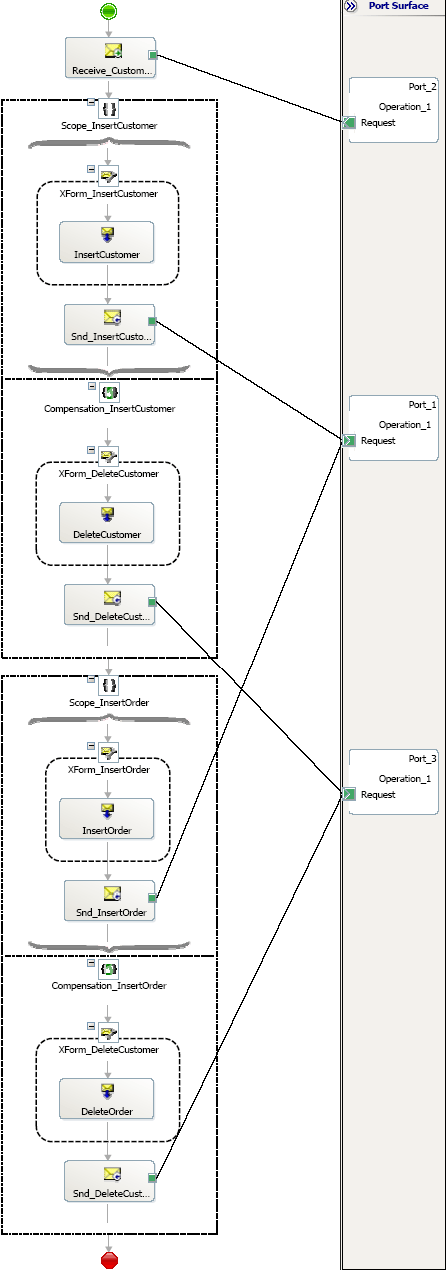 Port Surface
Receive_Custom...
Port_2
Operation_1
Request
Scope_InsertCustomer
XForm_InsertCustomer
InsertCustomer
Snd_InsertCusto...
Compensation_InsertCustomer
Port_1
Operation_1
Request
XForm_DeleteCustomer
DeleteCustomer
Snd_DeleteCust...
Scope_InsertOrder
XForm_InsertOrder
InsertOrder
Port_3
Operation_1
Request
Snd_InsertOrder
Compensation_InsertOrder
XForm_DeleteCustomer
DeleteOrder
Snd_DeleteCust...